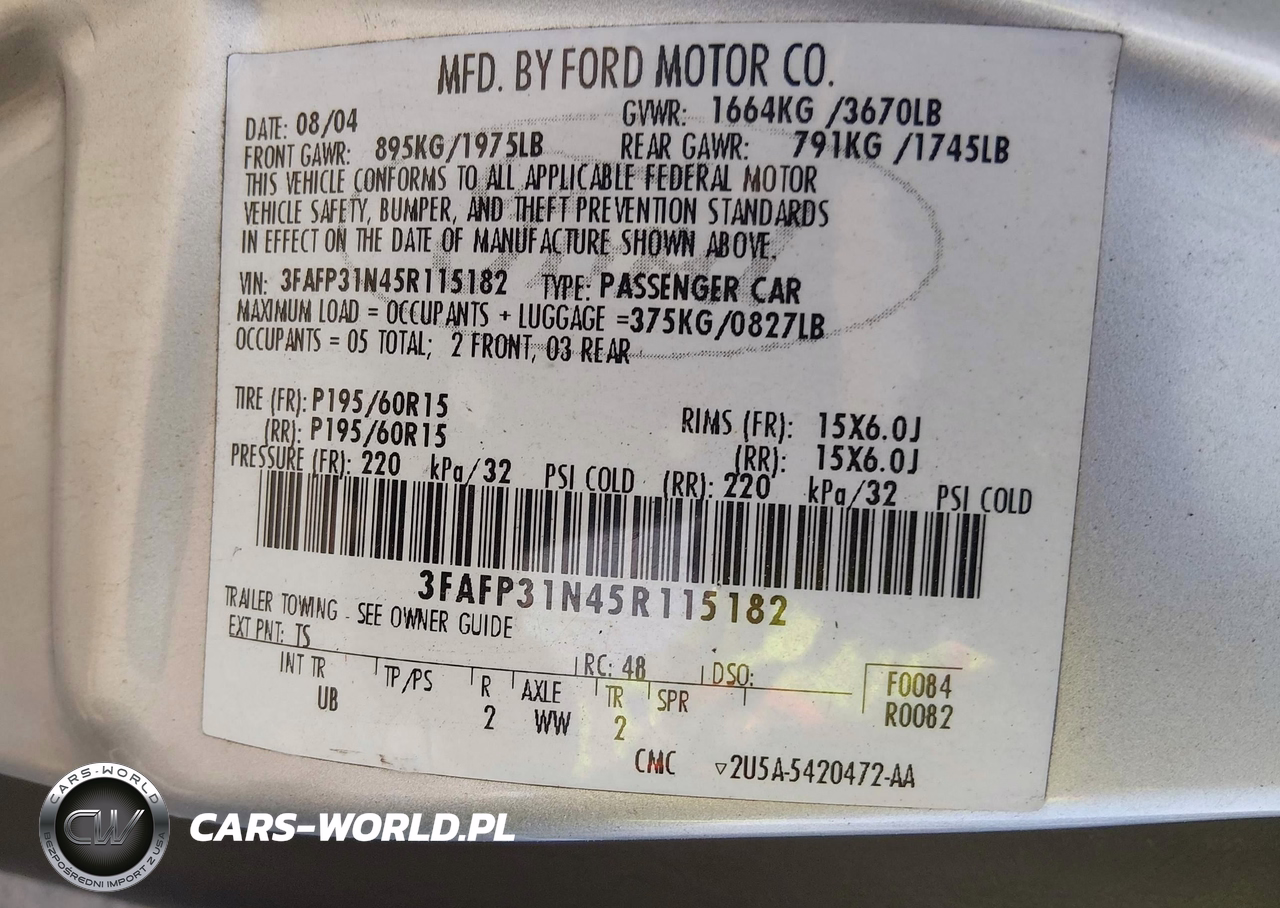 MFD. BY FORD MOTOR CO.
DATE: 08/04 GVWR: 1664KG /3670LB
FRONT GAWR: 895KG/1975LB REAR GAWR: 791KG /1745LB
THIS VEHICLE CONFORMS TO ALL APPLICABLE FEDERAL MOTOR
VEHICLE SAFETY, BUMPER, AND THEFT PREVENTION STANDARDS
IN EFFECT ON THE DATE OF MANUFACTURE SHOWN ABOVE.
VIN: 3FAFP31N45R115182 TYPE: PASSENGER CAR
MAXIMUM LOAD = OCCUPANTS + LUGGAGE =375KG/0827LB
OCCUPANTS = 05 TOTAL; 2 FRONT, 03 REAR
TIRE (FR): P195/60R15 RIMS (FR): 15X6.0J
(RR): P195/60R15 (RR): 15X6.0J
PRESSURE (FR): 220 kPa/32 PSI COLD (RR): 220 kPa/32 PSI COLD
3FAFP31N45R115182
TRAILER TOWING - SEE OWNER GUIDE
EXT PNT: TS RC: 48 DSO: F0084
INT TR TP/PS R AXLE TR SPR R0082
UB 2 WW 2
CMC ▽2U5A-5420472-AA
CARS-WORLD
CW
BEZPOŚREDNI IMPORT Z USA
CARS-WORLD.PL